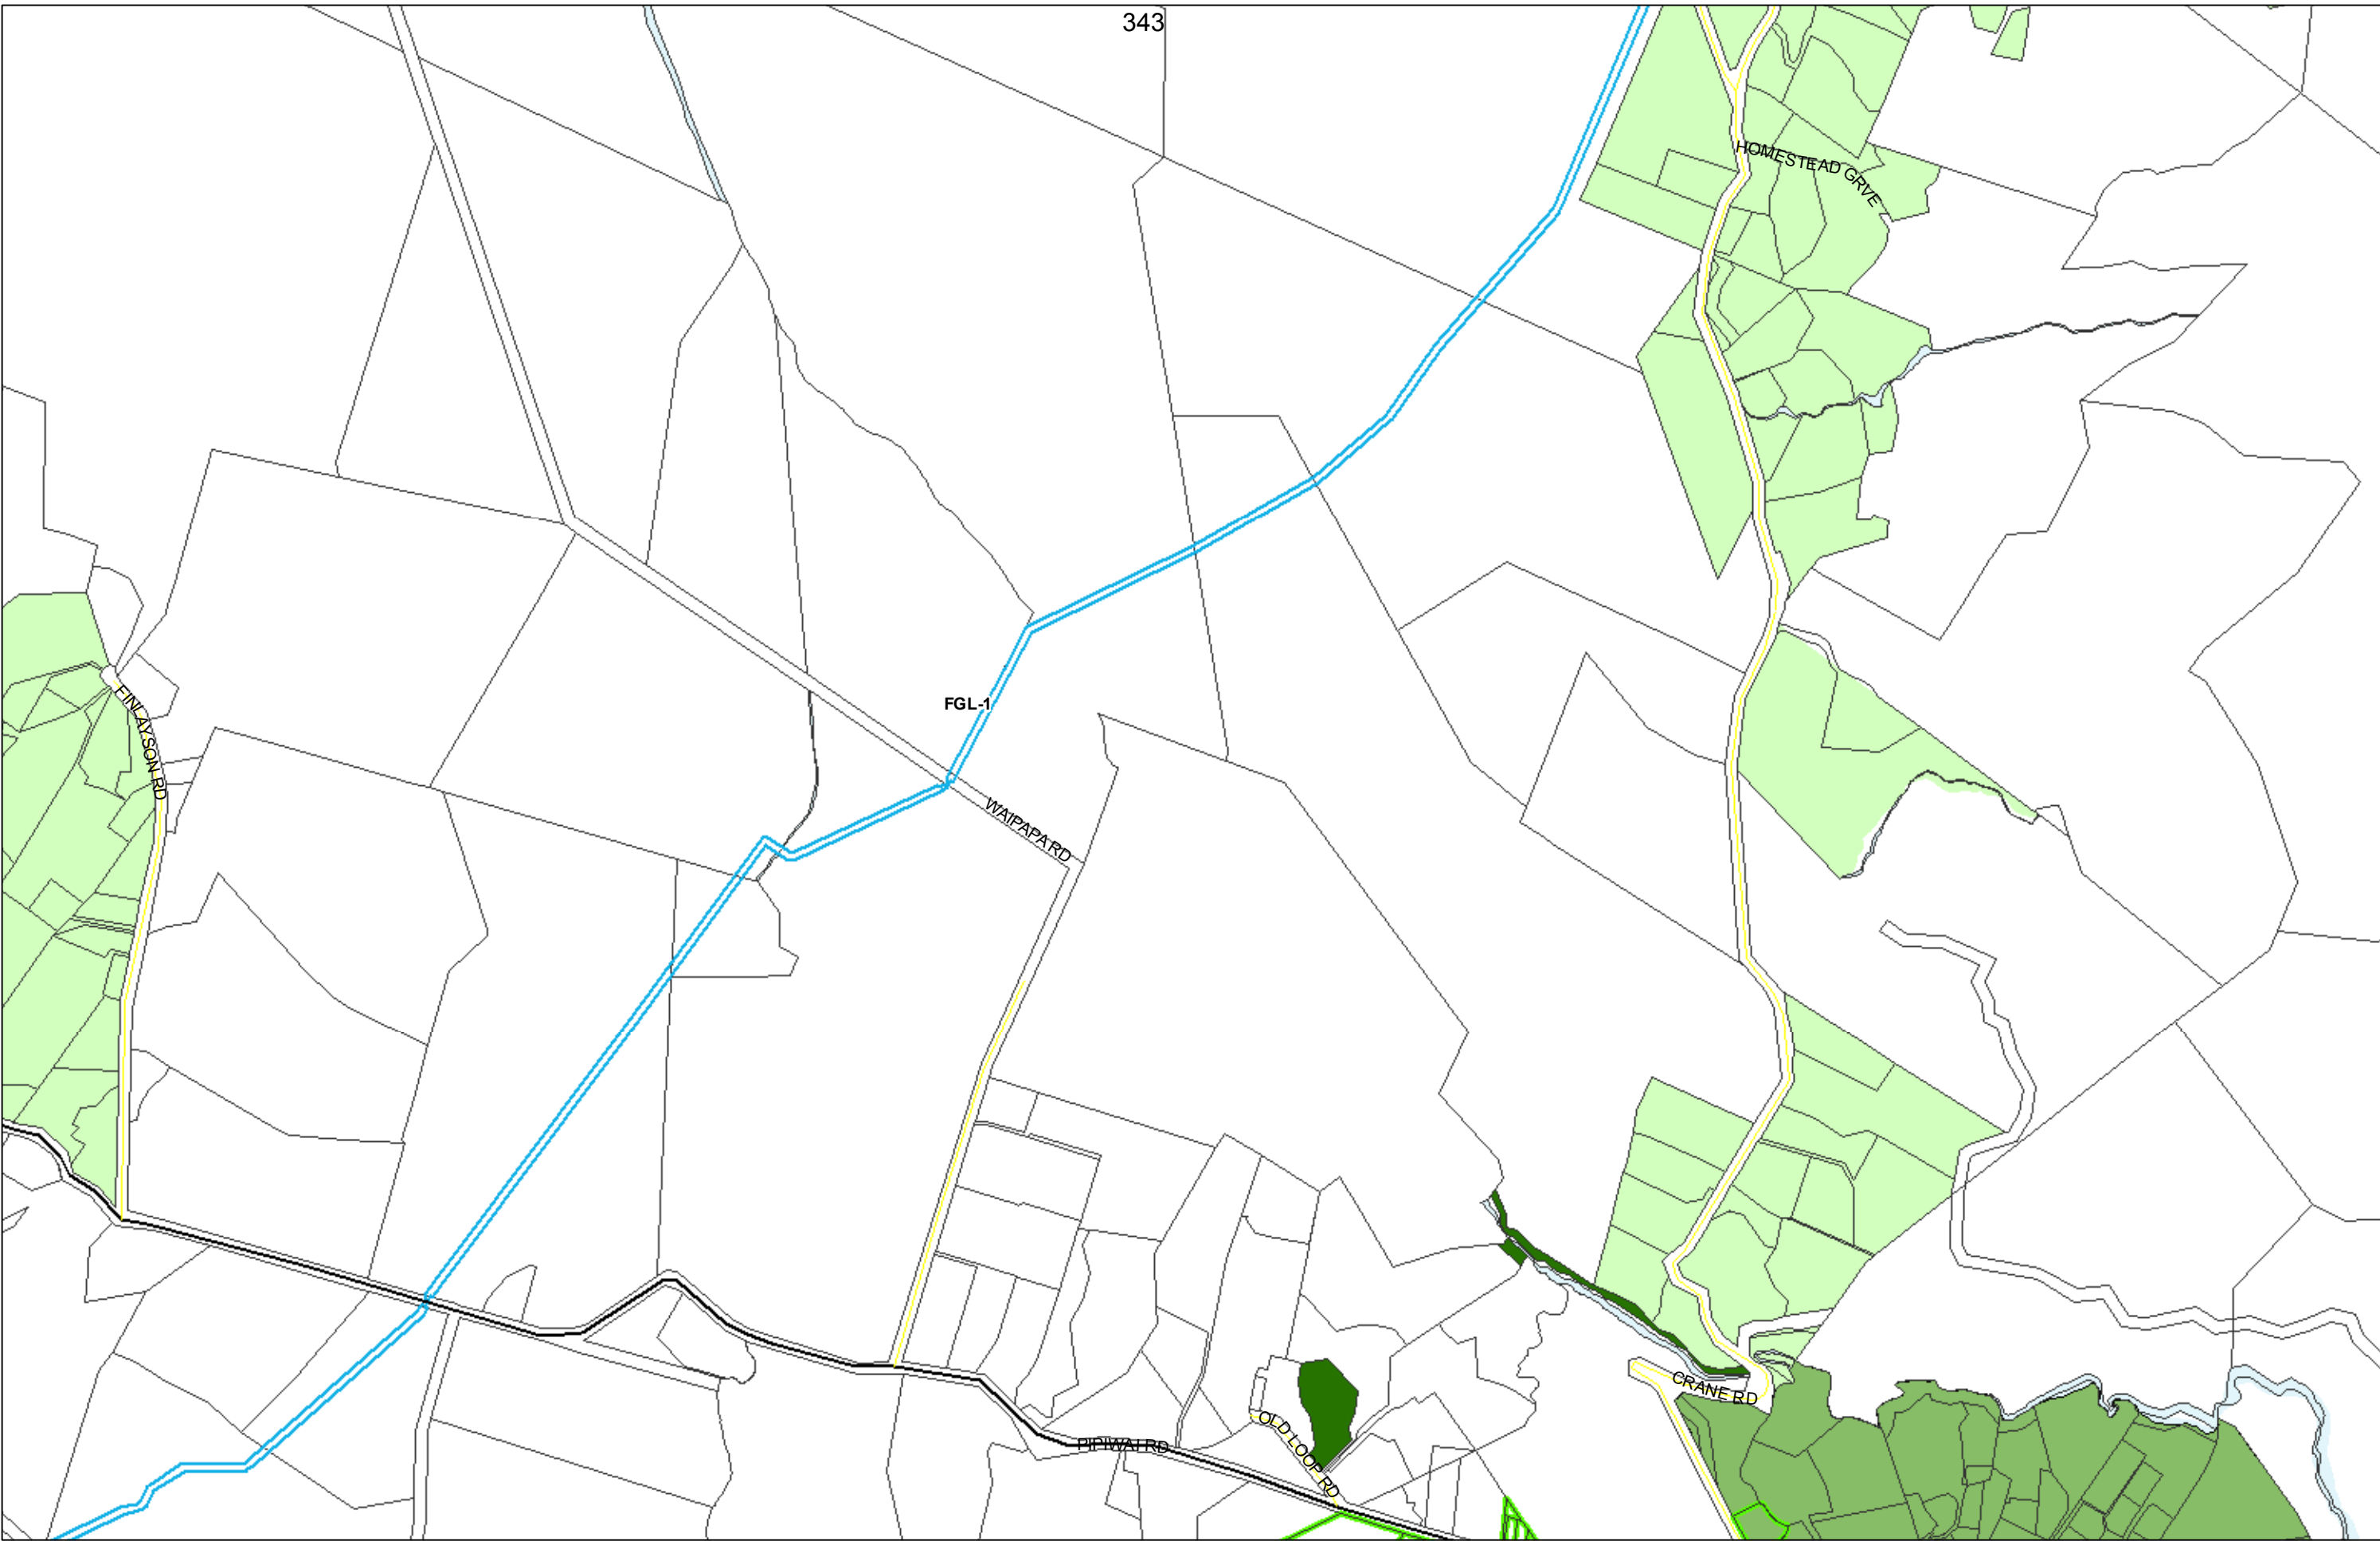 343
HOMESTEAD GRVE
FINLAYSON RD
FGL-1
WAIPAPA RD
CRANE RD
OLD LOOP RD
PIPIWAI RD